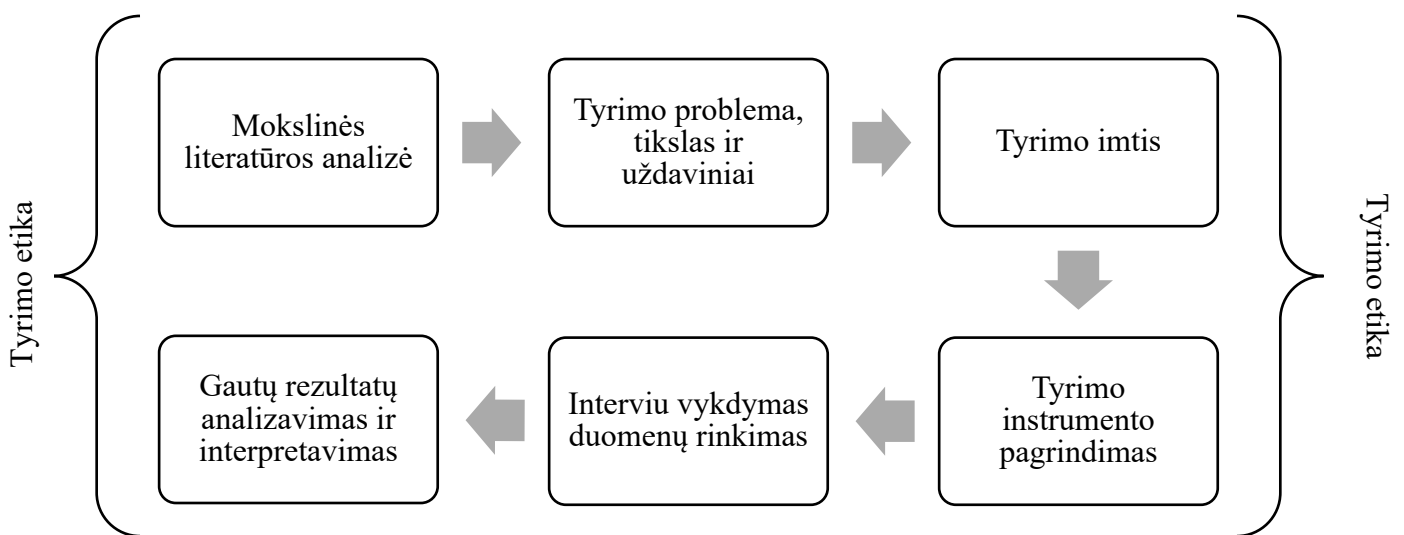 Tyrimo etika
Mokslinės
literatūros analizė
Tyrimo problema,
tikslas ir
uždaviniai
Tyrimo imtis
Tyrimo
instrumento
pagrindimas
Interviu vykdymas
duomenų rinkimas
Gautų rezultatų
analizavimas ir
interpretavimas
Tyrimo etika